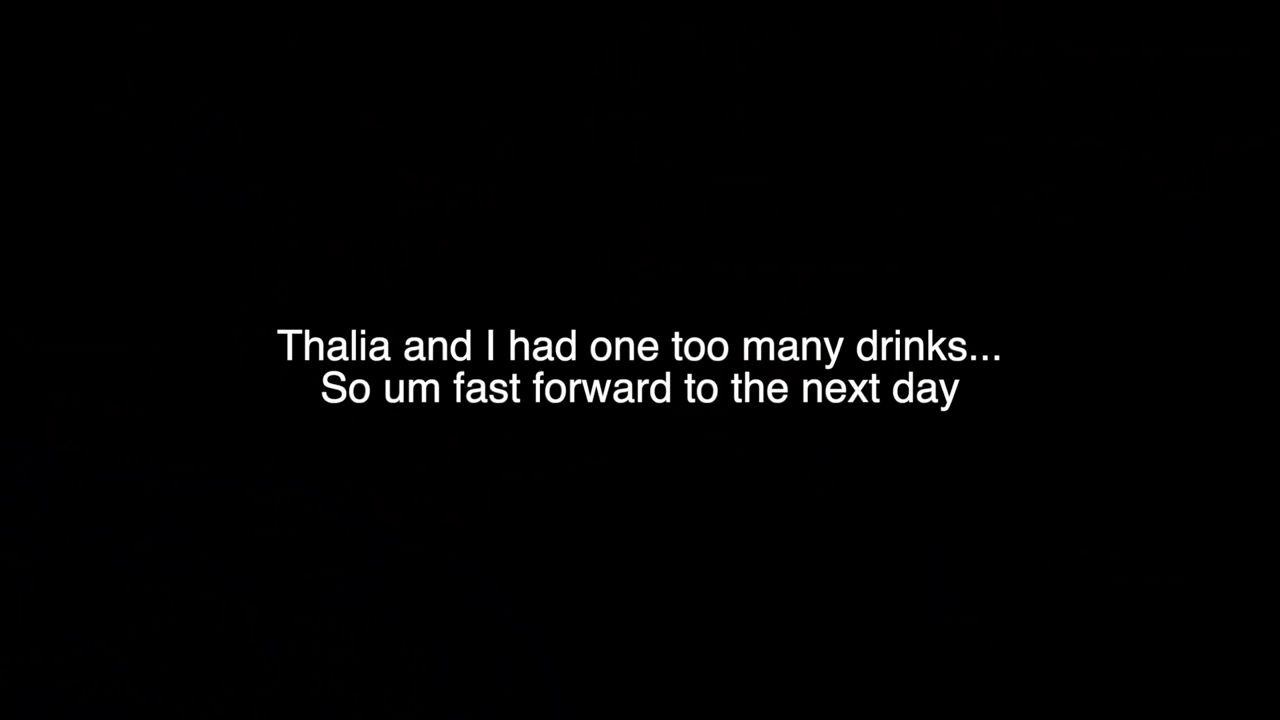 Thalia and I had one too many drinks...
So um fast forward to the next day